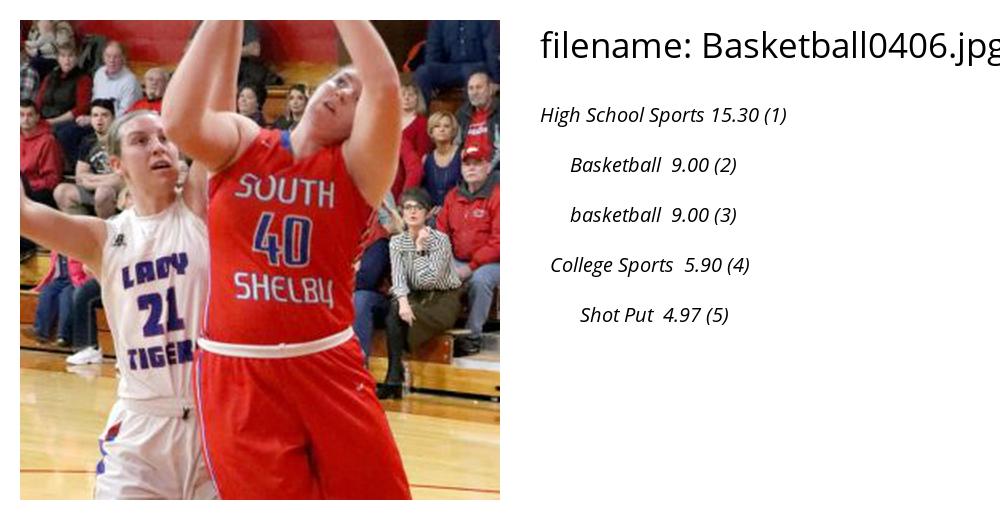 filename: Basketball0406.jpg
High School Sports 15.30 (1)
Basketball 9.00 (2)
basketball 9.00 (3)
College Sports 5.90 (4)
Shot Put 4.97 (5)
SOUTH
40
SHELBY
LADY
21
TIGER